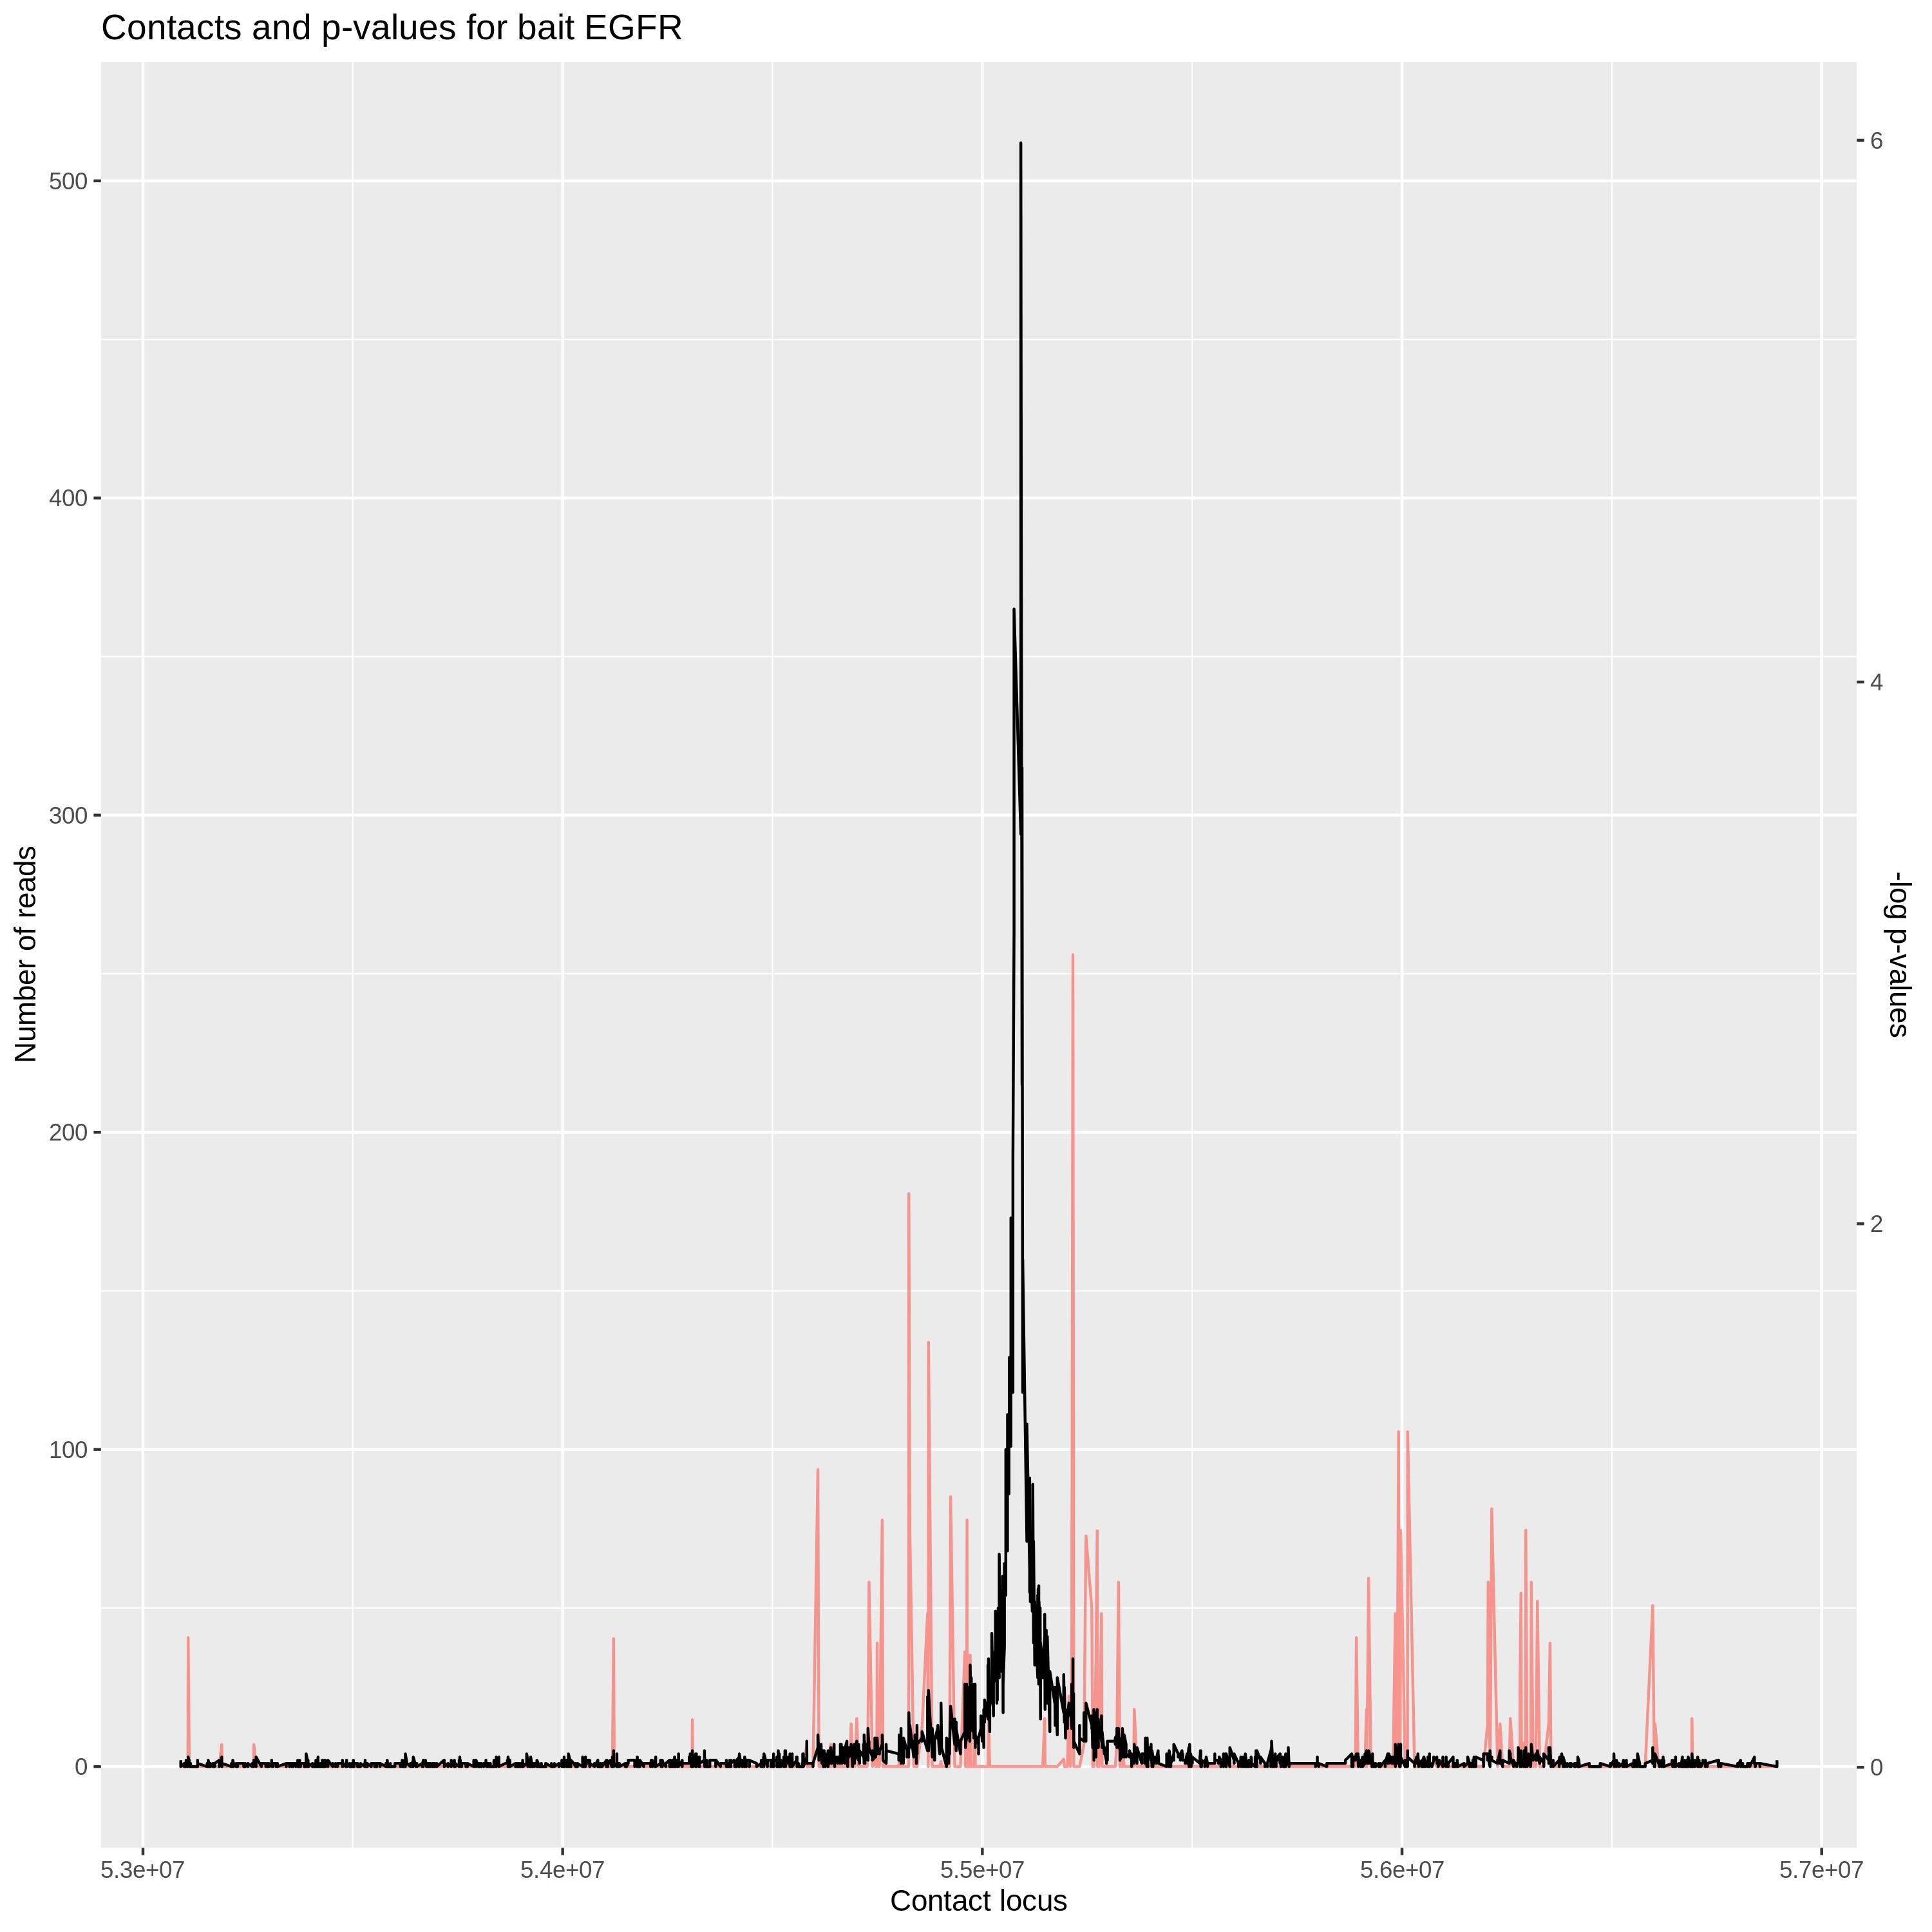 Contacts and p-values for bait EGFR
500
400
300
200
100
0
Number of reads
6
4
2
0
-log p-values
5.3e+07
5.4e+07
5.5e+07
5.6e+07
5.7e+07
Contact locus